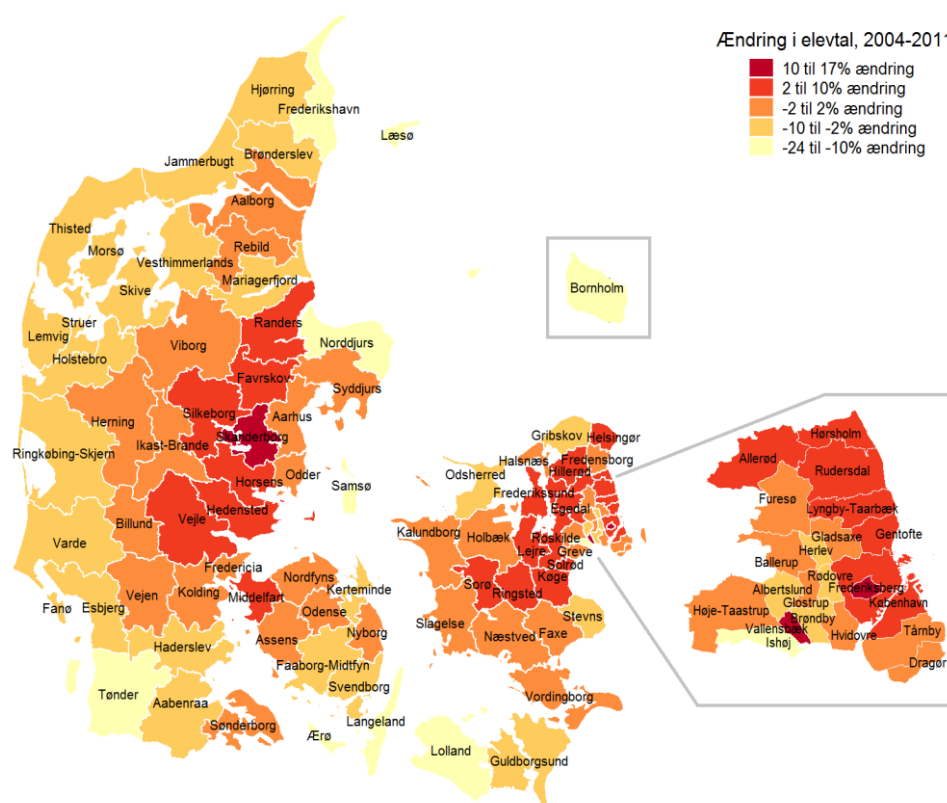 Ændring i elevtal, 2004-2011
10 til 17% ændring
2 til 10% ændring
-2 til 2% ændring
-10 til -2% ændring
-24 til -10% ændring
Hjørring
Frederikshavn
Læsø
Brønderslev
Jammerbugt
Aalborg
Thisted
Rebild
Morsø
Vesthimmerlands
Mariagerfjord
Skive
Bornholm
Struer
Randers
Lemvig
Viborg
Norddjurs
Holstebro
Favrskov
Syddjurs
Silkeborg
Herning
Aarhus
Skanderborg
Ikast-Brande
Ringkøbing-Skjern
Horsens
Odder
Samsø
Hedensted
Billund
Vejle
Varde
Fredericia
Nordfyns
Kerteminde
Vejen
Kolding
Middelfart
Fanø
Esbjerg
Odense
Nyborg
Assens
Haderslev
Faaborg-Midtfyn
Tønder
Svendborg
Aabenraa
Langeland
Sønderborg
Ærø
Gribskov
Helsingør
Halsnæs
Fredensborg
Hillerød
Odsherred
Frederikssund
Egedal
Kalundborg
Holbæk
Roskilde
Lejre
Greve
Solrød
Køge
Sorø
Ringsted
Stevns
Slagelse
Næstved
Faxe
Vordingborg
Lolland
Guldborgsund
Hørsholm
Allerød
Rudersdal
Furesø
Lyngby-Taarbæk
Gladsaxe
Gentofte
Herlev
Ballerup
Rødovre
Albertslund
Frederiksberg
Glostrup
København
Høje-Taastrup
Brøndby
Vallensbæk
Hvidovre
Tårnby
Ishøj
Dragør